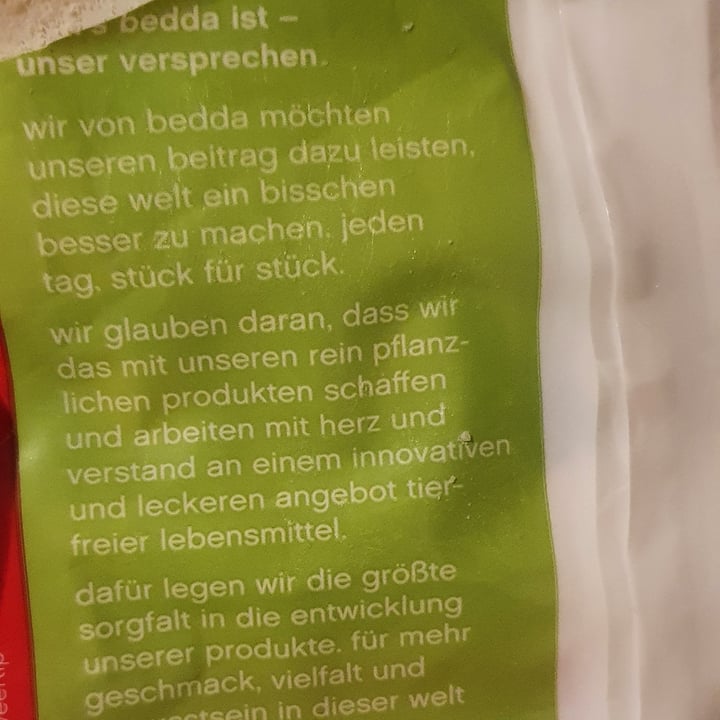 bedda ist –
unser versprechen.
wir von bedda möchten
unseren beitrag dazu leisten,
diese welt ein bisschen
besser zu machen. jeden
tag, stück für stück.
wir glauben daran, dass wir
das mit unseren rein pflanz-
lichen produkten schaffen
und arbeiten mit herz und
verstand an einem innovativen
und leckeren angebot tier-
freier lebensmittel.
dafür legen wir die größte
sorgfalt in die entwicklung
unserer produkte. für mehr
geschmack, vielfalt und
in dieser welt